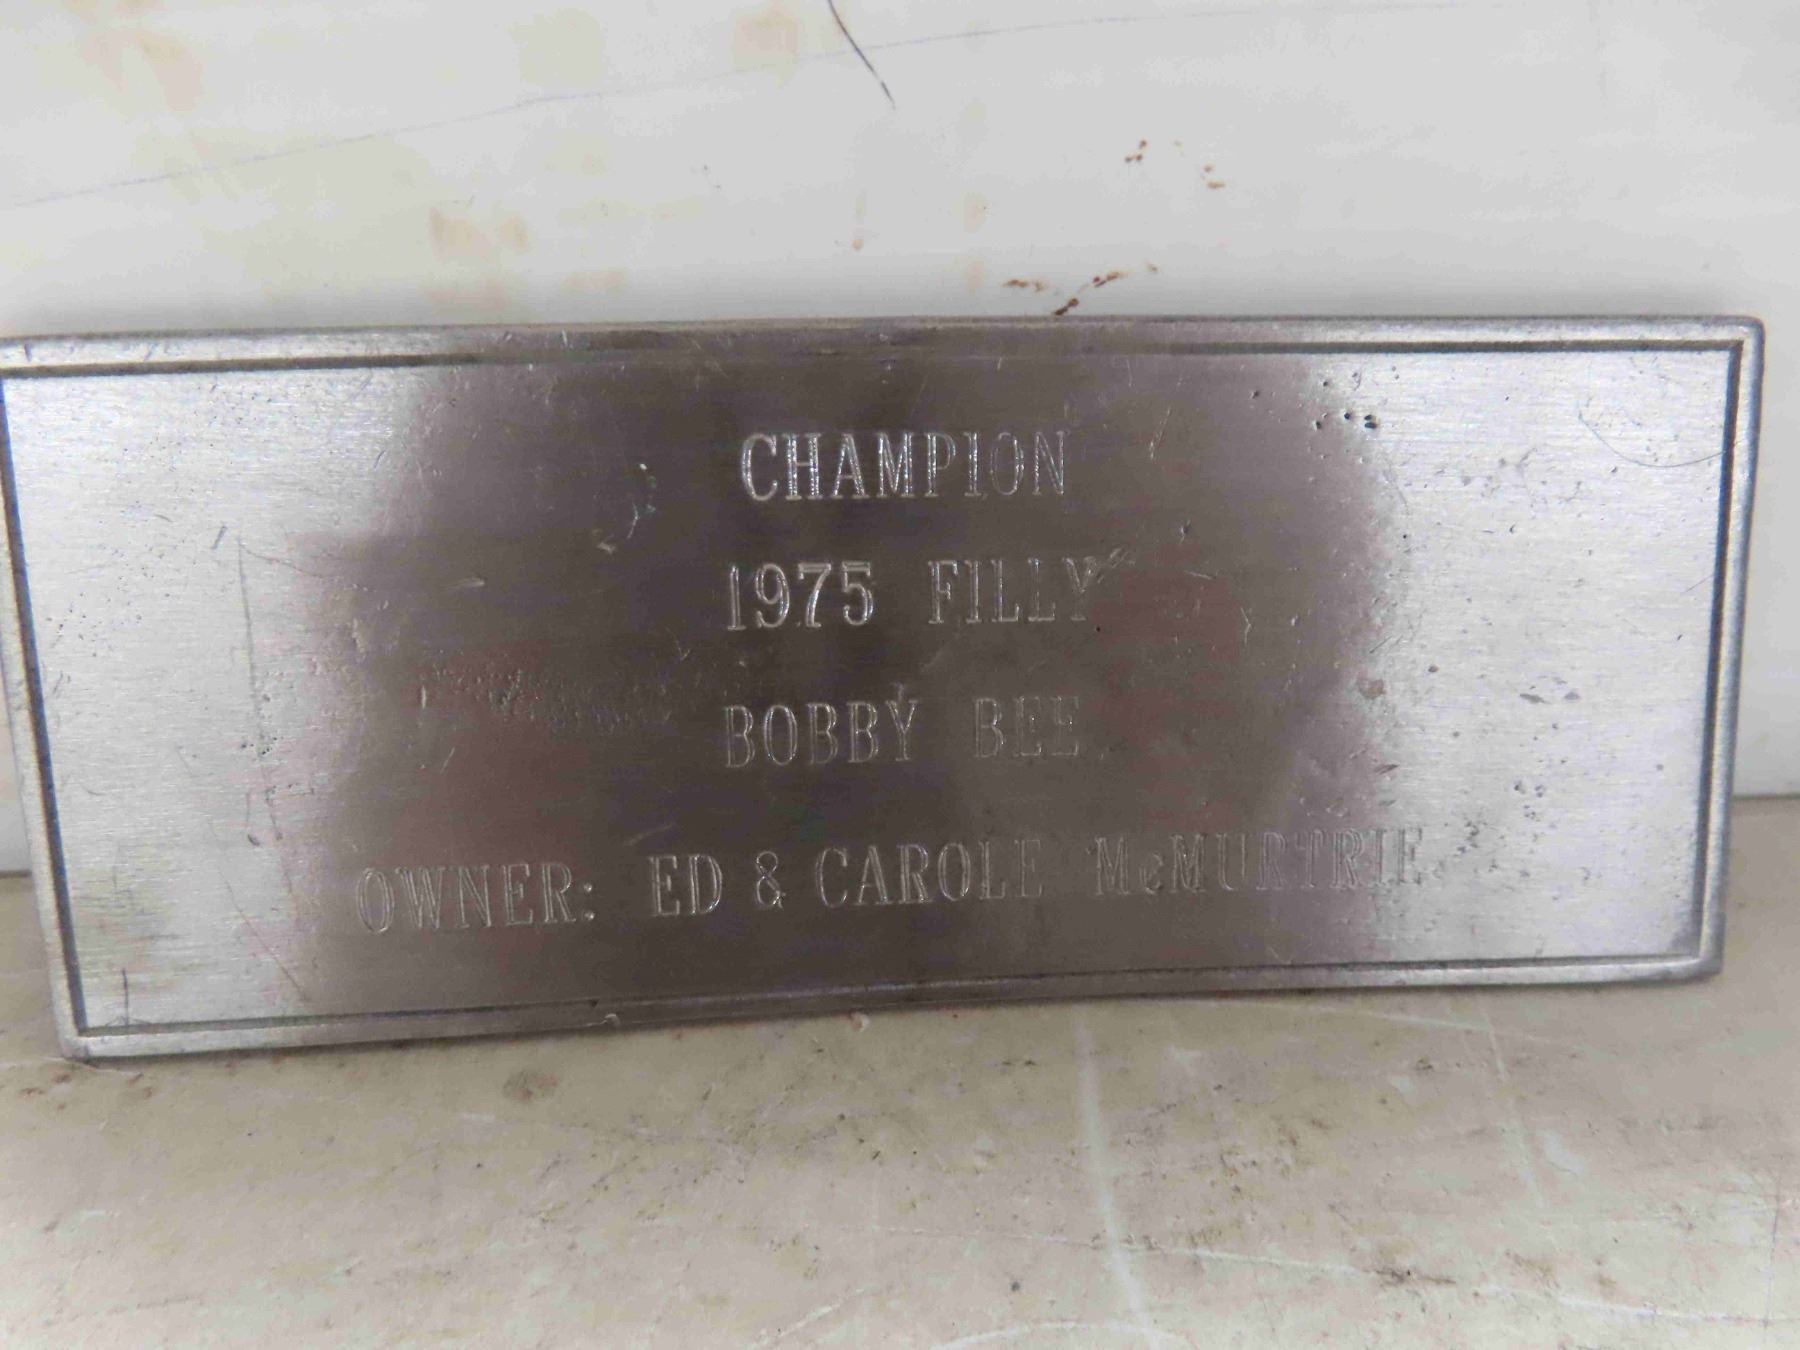 CHAMPION
1975 FILLY
BOBBY BEE
OWNER: ED & CAROLE McMURTRIE